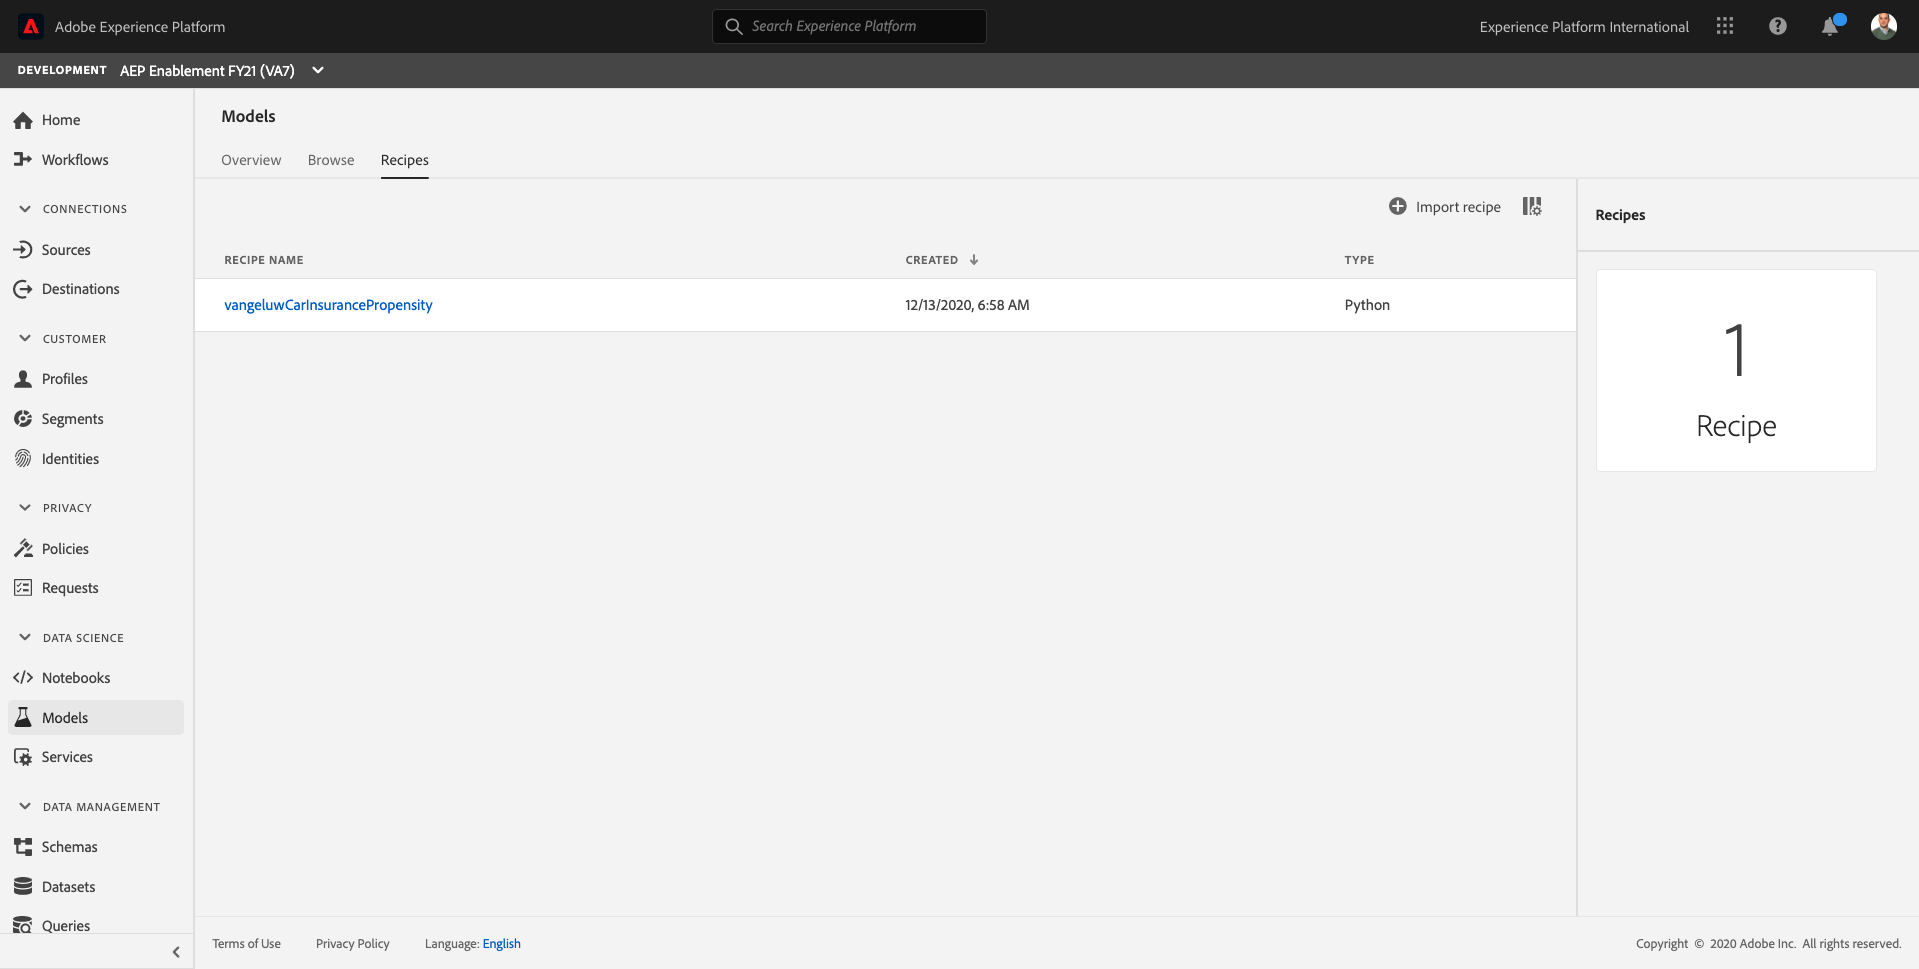 Adobe Experience Platform
Search Experience Platform
Experience Platform International
DEVELOPMENT AEP Enablement FY21 (VA7)
Home
Workflows
CONNECTIONS
Sources
Destinations
CUSTOMER
Profiles
Segments
Identities
PRIVACY
Policies
Requests
DATA SCIENCE
Notebooks
Models
Services
DATA MANAGEMENT
Schemas
Datasets
Queries
Models
Overview Browse Recipes
Import recipe
RECIPE NAME CREATED TYPE
vangeluwCarInsurancePropensity 12/13/2020, 6:58 AM Python
Recipes
1
Recipe
Terms of Use Privacy Policy Language: English
Copyright © 2020 Adobe Inc. All rights reserved.